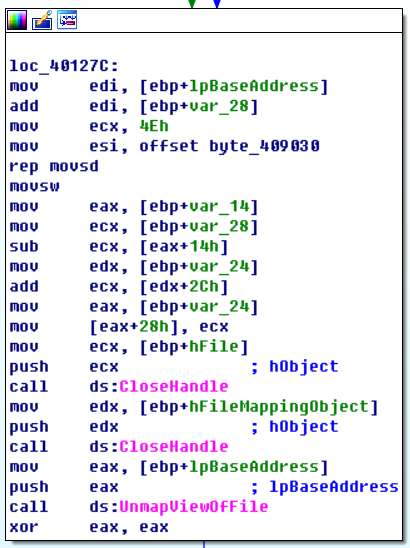 loc_40127C:
mov edi, [ebp+lpBaseAddress]
add edi, [ebp+var_28]
mov ecx, 4Eh
mov esi, offset byte_409030
rep movsd
movsw
mov eax, [ebp+var_14]
mov ecx, [ebp+var_28]
sub ecx, [eax+14h]
mov edx, [ebp+var_24]
add ecx, [edx+2Ch]
mov eax, [ebp+var_24]
mov [eax+28h], ecx
mov ecx, [ebp+hFile]
push ecx ; hObject
call ds:CloseHandle
mov edx, [ebp+hFileMappingObject]
push edx ; hObject
call ds:CloseHandle
mov eax, [ebp+lpBaseAddress]
push eax ; lpBaseAddress
call ds:UnmapViewOfFile
xor eax, eax